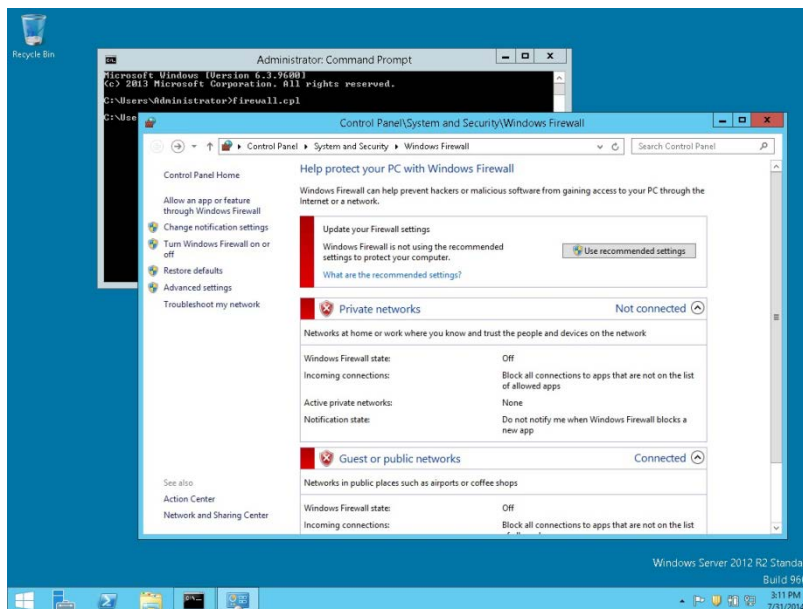 Recycle Bin
Administrator: Command Prompt
Microsoft Windows [Version 6.3.9600]
(c) 2013 Microsoft Corporation. All rights reserved.
C:\Users\Administrator>firewall.cpl
C:\Use
Control Panel\System and Security\Windows Firewall
Control Panel ▸ System and Security ▸ Windows Firewall
Search Control Panel
Control Panel Home
Allow an app or feature
through Windows Firewall
Change notification settings
Turn Windows Firewall on or
off
Restore defaults
Advanced settings
Troubleshoot my network
See also
Action Center
Network and Sharing Center
Help protect your PC with Windows Firewall
Windows Firewall can help prevent hackers or malicious software from gaining access to your PC through the
Internet or a network.
Update your Firewall settings
Windows Firewall is not using the recommended
settings to protect your computer.
What are the recommended settings?
Use recommended settings
Private networks Not connected
Networks at home or work where you know and trust the people and devices on the network
Windows Firewall state: Off
Incoming connections: Block all connections to apps that are not on the list
of allowed apps
Active private networks: None
Notification state: Do not notify me when Windows Firewall blocks a
new app
Guest or public networks Connected
Networks in public places such as airports or coffee shops
Windows Firewall state: Off
Incoming connections: Block all connections to apps that are not on the list
Windows Server 2012 R2 Standa
Build 960
3:11 PM
7/31/201